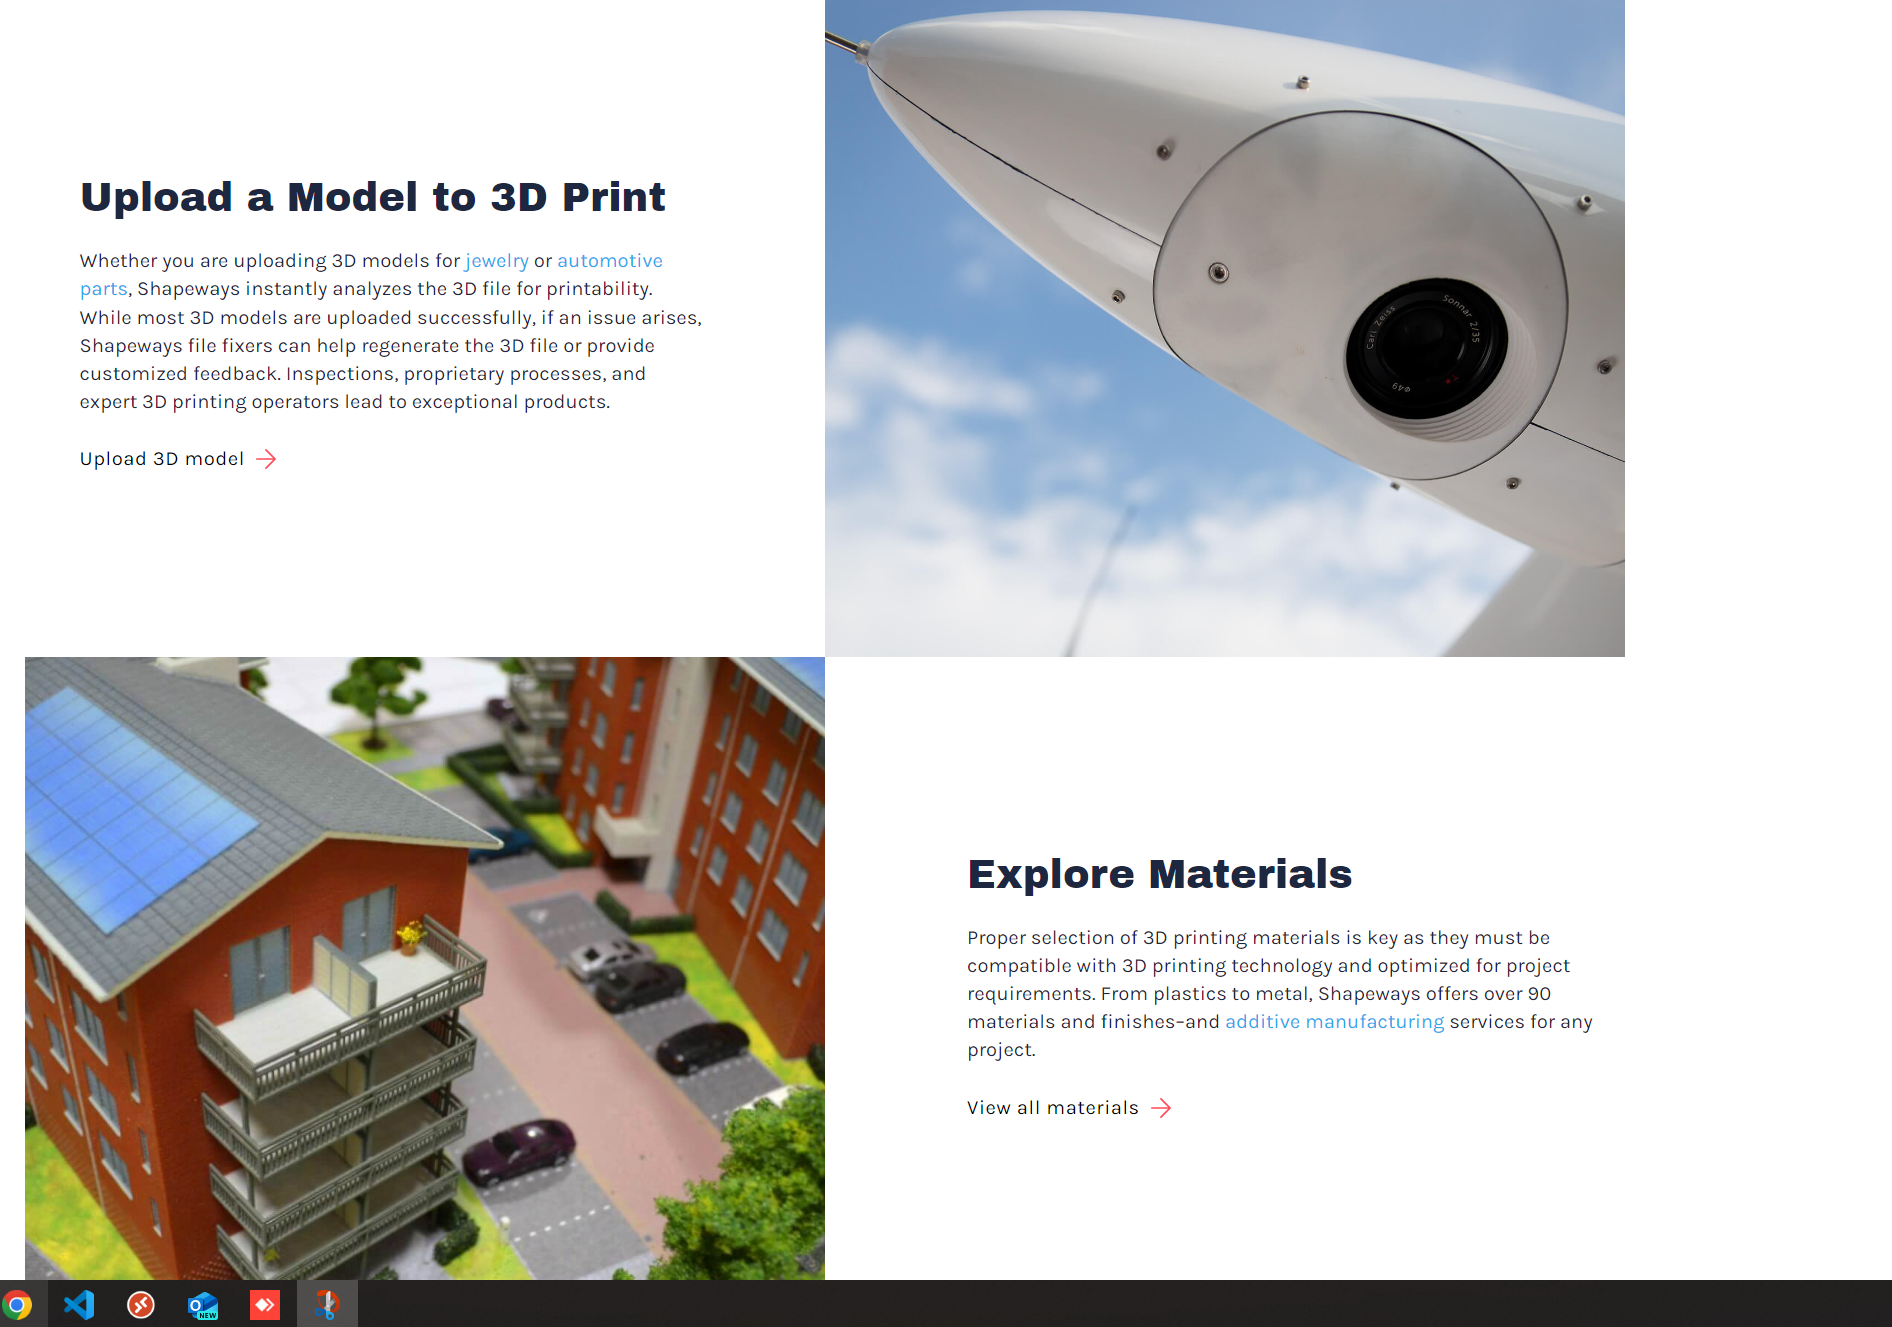 Upload a Model to 3D Print
Whether you are uploading 3D models for jewelry or automotive
parts, Shapeways instantly analyzes the 3D file for printability.
While most 3D models are uploaded successfully, if an issue arises,
Shapeways file fixers can help regenerate the 3D file or provide
customized feedback. Inspections, proprietary processes, and
expert 3D printing operators lead to exceptional products.
Upload 3D model
Carl Zeiss
Sonnar 2/35
ø49
T*
Explore Materials
Proper selection of 3D printing materials is key as they must be
compatible with 3D printing technology and optimized for project
requirements. From plastics to metal, Shapeways offers over 90
materials and finishes–and additive manufacturing services for any
project.
View all materials
O
NEW